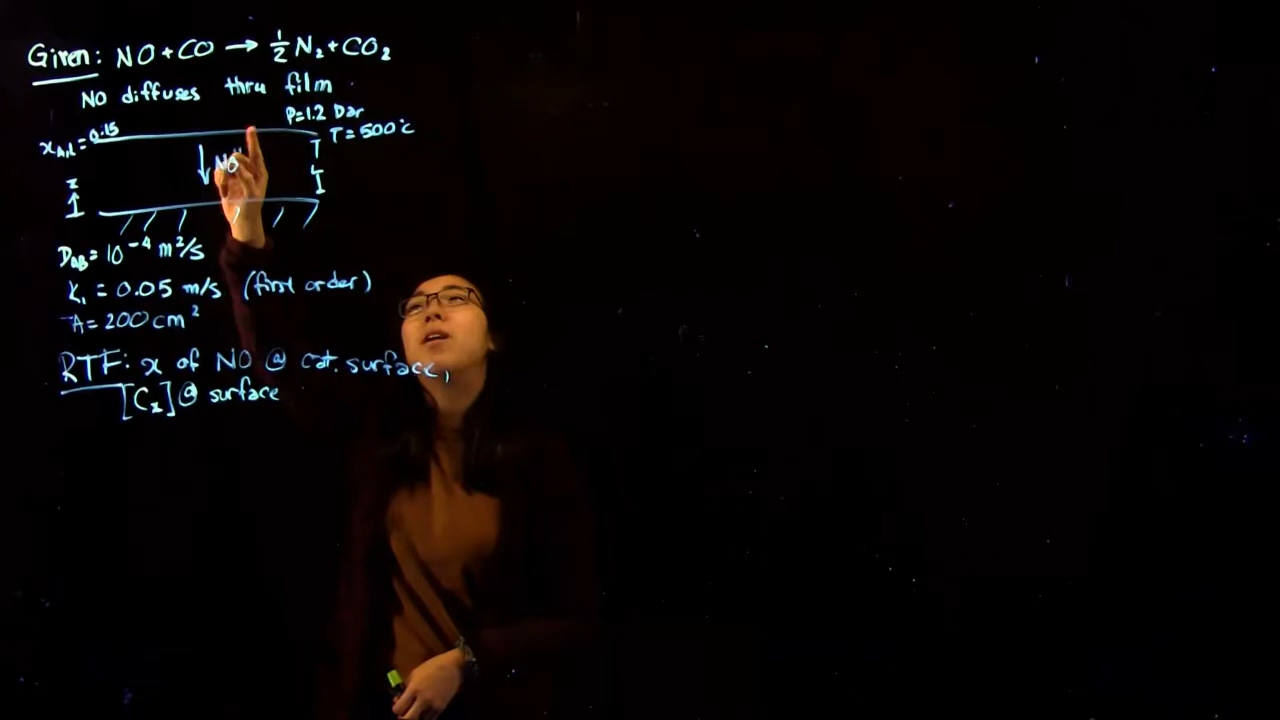 Given: NO + CO → 1/2 N₂ + CO₂
NO diffuses thru film
P=1.2 bar
x_A,L = 0.15
T = 500°C
NO
L
z
D_AB = 10⁻⁴ m²/s
K₁ = 0.05 m/s (first order)
A = 200 cm²
RTF: x of NO @ cat. surface,
[C_z] @ surface